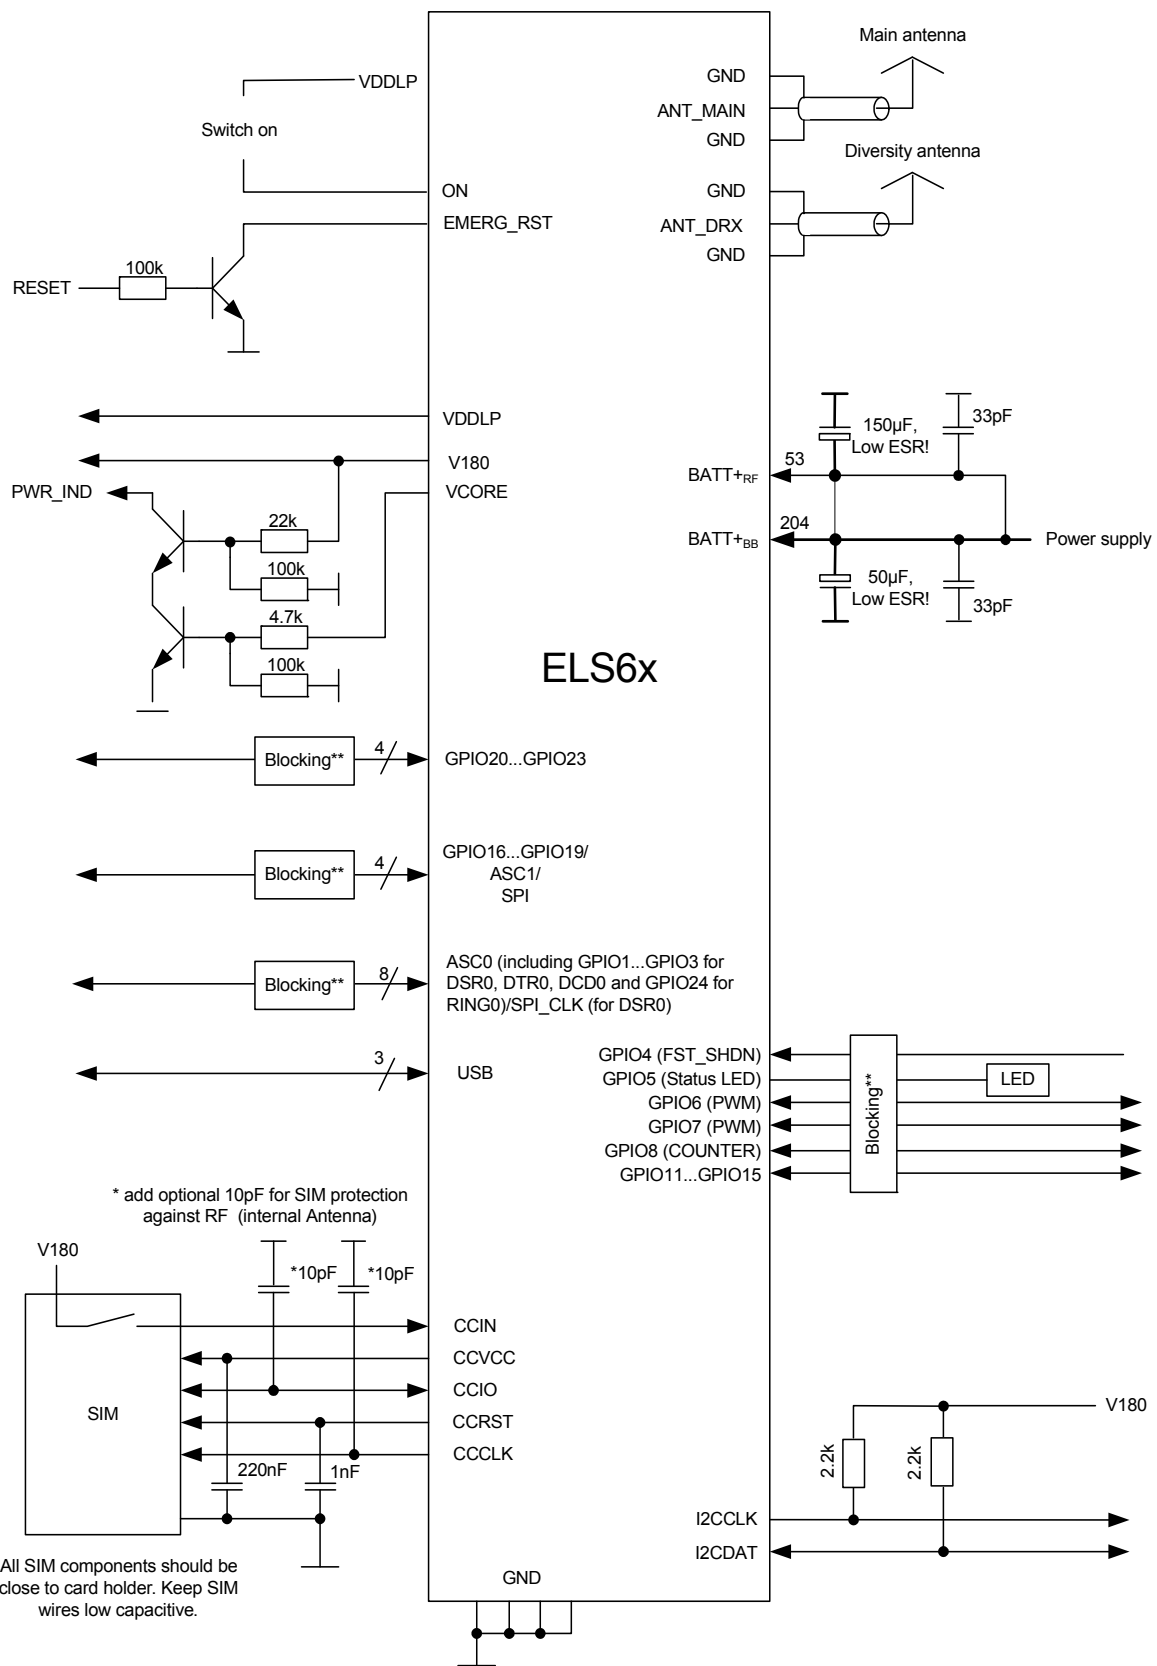 Main antenna
VDDLP
GND
ANT_MAIN
GND
Switch on
Diversity antenna
ON
GND
EMERG_RST
ANT_DRX
GND
100k
RESET
VDDLP
150µF,
Low ESR!
33pF
V180
53
BATT+RF
PWR_IND
VCORE
22k
204
BATT+BB
Power supply
100k
50µF,
Low ESR!
33pF
4.7k
100k
ELS6x
Blocking**
4
GPIO20...GPIO23
Blocking**
4
GPIO16...GPIO19/
ASC1/
SPI
Blocking**
8
ASC0 (including GPIO1...GPIO3 for
DSR0, DTR0, DCD0 and GPIO24 for
RING0)/SPI_CLK (for DSR0)
3
USB
GPIO4 (FST_SHDN)
GPIO5 (Status LED)
GPIO6 (PWM)
GPIO7 (PWM)
GPIO8 (COUNTER)
GPIO11...GPIO15
Blocking**
LED
* add optional 10pF for SIM protection
against RF (internal Antenna)
V180
*10pF
*10pF
SIM
CCIN
CCVCC
CCIO
CCRST
CCCLK
220nF
1nF
V180
2.2k
2.2k
I2CCLK
I2CDAT
All SIM components should be
close to card holder. Keep SIM
wires low capacitive.
GND